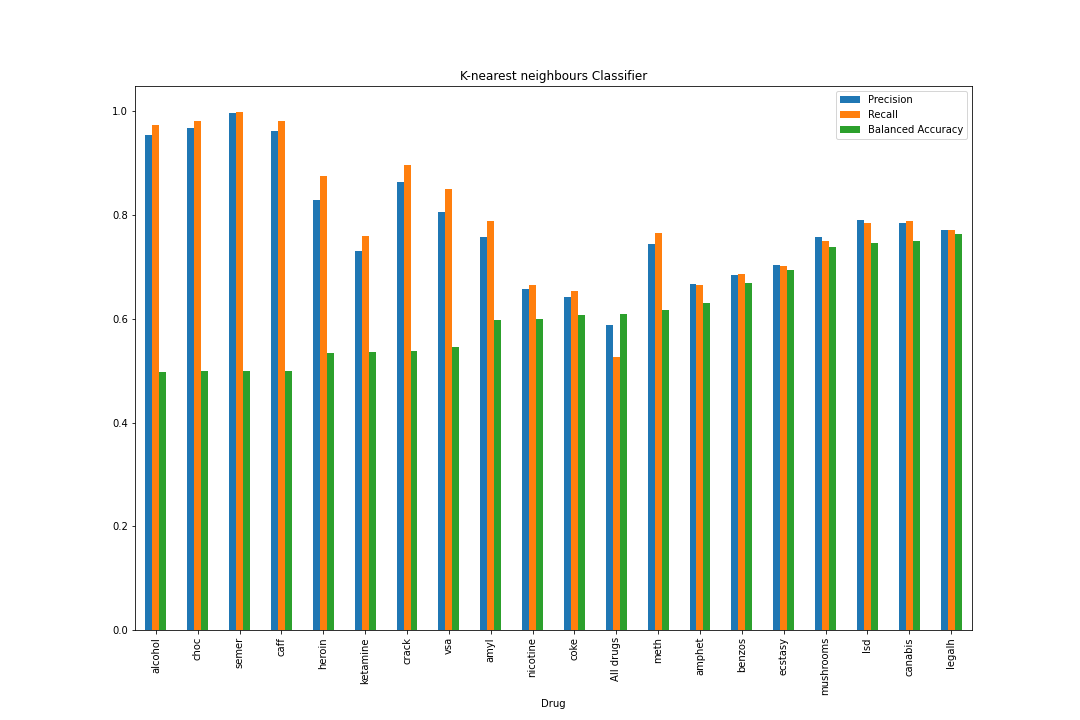 K-nearest neighbours Classifier
Precision
Recall
Balanced Accuracy
1.0
0.8
0.6
0.4
0.2
0.0
alcohol
choc
semer
caff
heroin
ketamine
crack
vsa
amyl
nicotine
coke
All drugs
meth
amphet
benzos
ecstasy
mushrooms
lsd
canabis
legalh
Drug